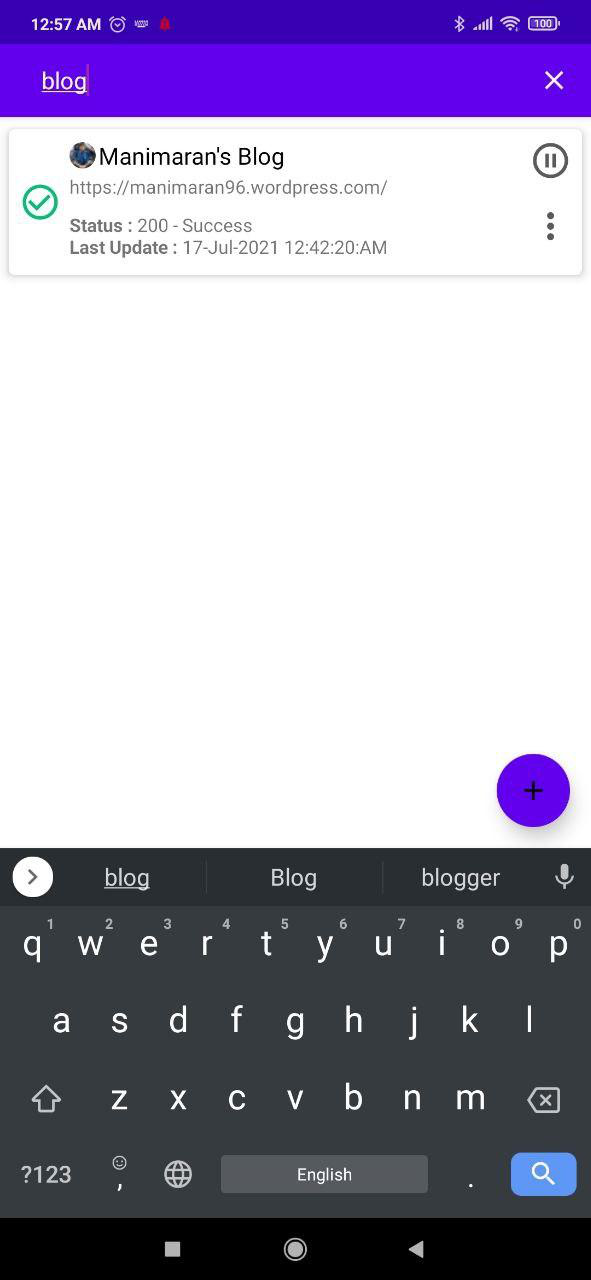 12:57 AM
100
blog
Manimaran's Blog
https://manimaran96.wordpress.com/
Status : 200 - Success
Last Update : 17-Jul-2021 12:42:20:AM
+
blog Blog blogger
1 2 3 4 5 6 7 8 9 0
q w e r t y u i o p
a s d f g h j k l
z x c v b n m
?123 , English .